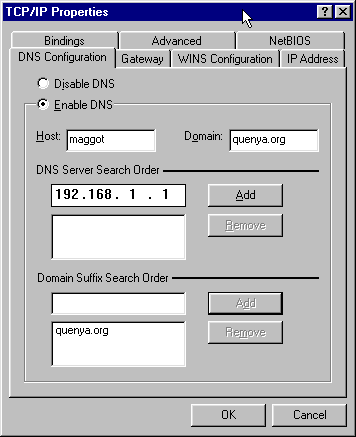 TCP/IP Properties
Bindings Advanced NetBIOS
DNS Configuration Gateway WINS Configuration IP Address
Disable DNS
Enable DNS
Host: maggot Domain: quenya.org
DNS Server Search Order
192.168. 1 . 1 Add
Remove
Domain Suffix Search Order
Add
quenya.org Remove
OK Cancel